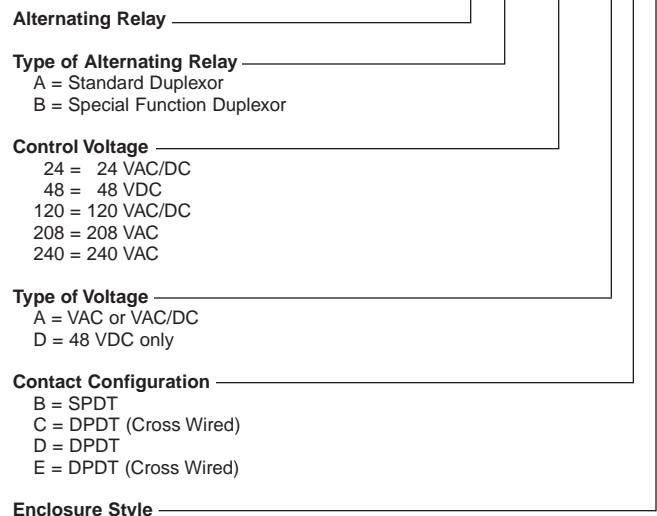 Alternating Relay
Type of Alternating Relay
A = Standard Duplexor
B = Special Function Duplexor
Control Voltage
24 = 24 VAC/DC
48 = 48 VDC
120 = 120 VAC/DC
208 = 208 VAC
240 = 240 VAC
Type of Voltage
A = VAC or VAC/DC
D = 48 VDC only
Contact Configuration
B = SPDT
C = DPDT (Cross Wired)
D = DPDT
E = DPDT (Cross Wired)
Enclosure Style